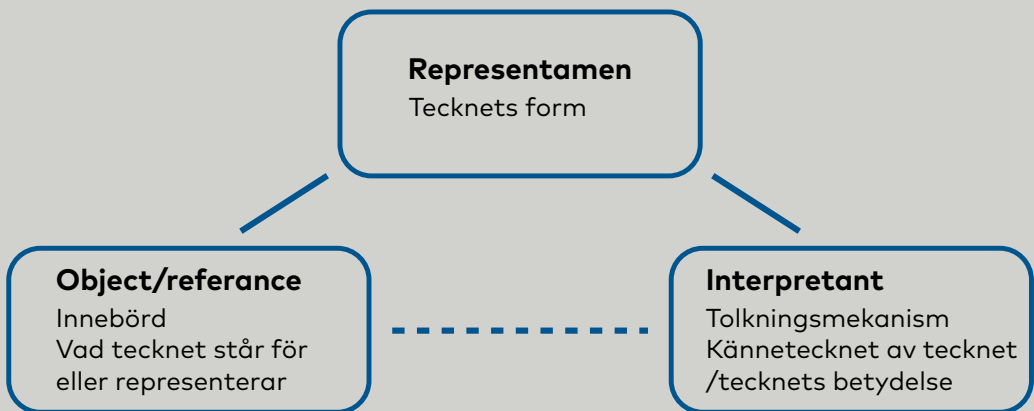 Representamen
Tecknets form
Object/referance
Innebörd
Vad tecknet står för
eller representerar
Interpretant
Tolkningsmekanism
Kännetecknet av tecknet
/tecknets betydelse